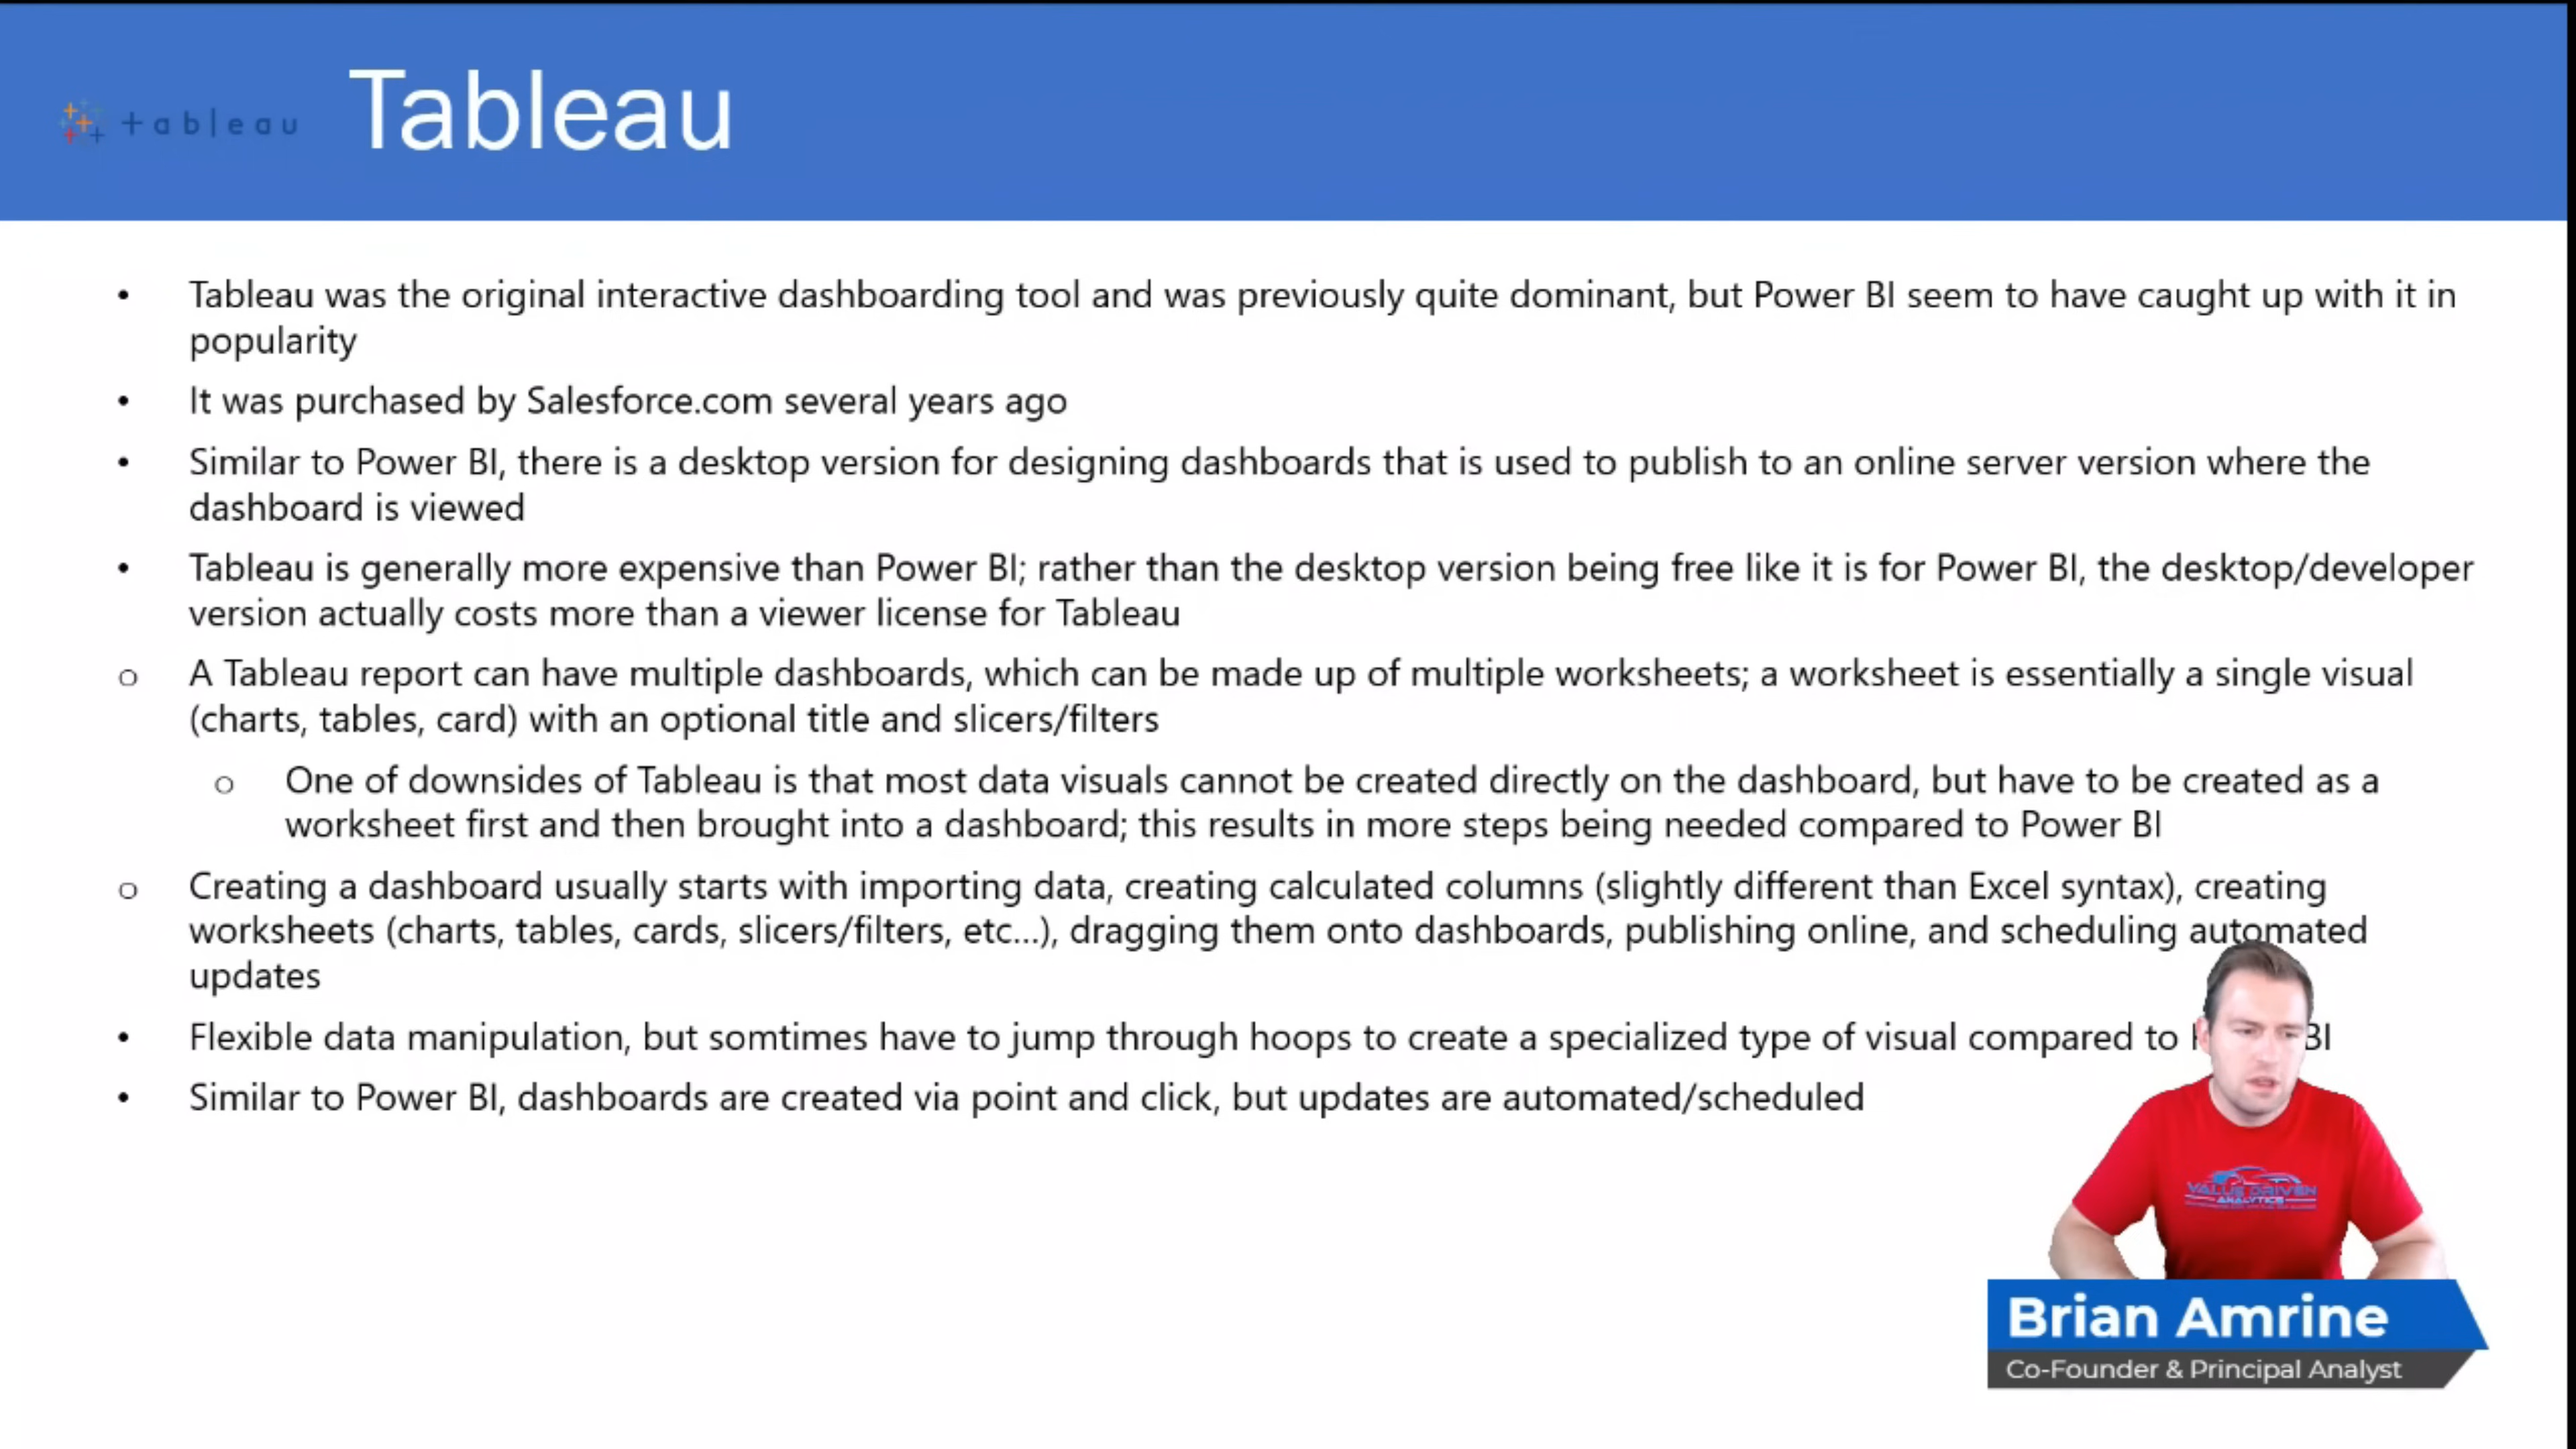 +ableau
Tableau
• Tableau was the original interactive dashboarding tool and was previously quite dominant, but Power BI seem to have caught up with it in
popularity
• It was purchased by Salesforce.com several years ago
• Similar to Power BI, there is a desktop version for designing dashboards that is used to publish to an online server version where the
dashboard is viewed
• Tableau is generally more expensive than Power BI; rather than the desktop version being free like it is for Power BI, the desktop/developer
version actually costs more than a viewer license for Tableau
o A Tableau report can have multiple dashboards, which can be made up of multiple worksheets; a worksheet is essentially a single visual
(charts, tables, card) with an optional title and slicers/filters
o One of downsides of Tableau is that most data visuals cannot be created directly on the dashboard, but have to be created as a
worksheet first and then brought into a dashboard; this results in more steps being needed compared to Power BI
o Creating a dashboard usually starts with importing data, creating calculated columns (slightly different than Excel syntax), creating
worksheets (charts, tables, cards, slicers/filters, etc...), dragging them onto dashboards, publishing online, and scheduling automated
updates
• Flexible data manipulation, but somtimes have to jump through hoops to create a specialized type of visual compared to BI
• Similar to Power BI, dashboards are created via point and click, but updates are automated/scheduled
VALUE DRIVEN
ANALYTICS
Brian Amrine
Co-Founder & Principal Analyst